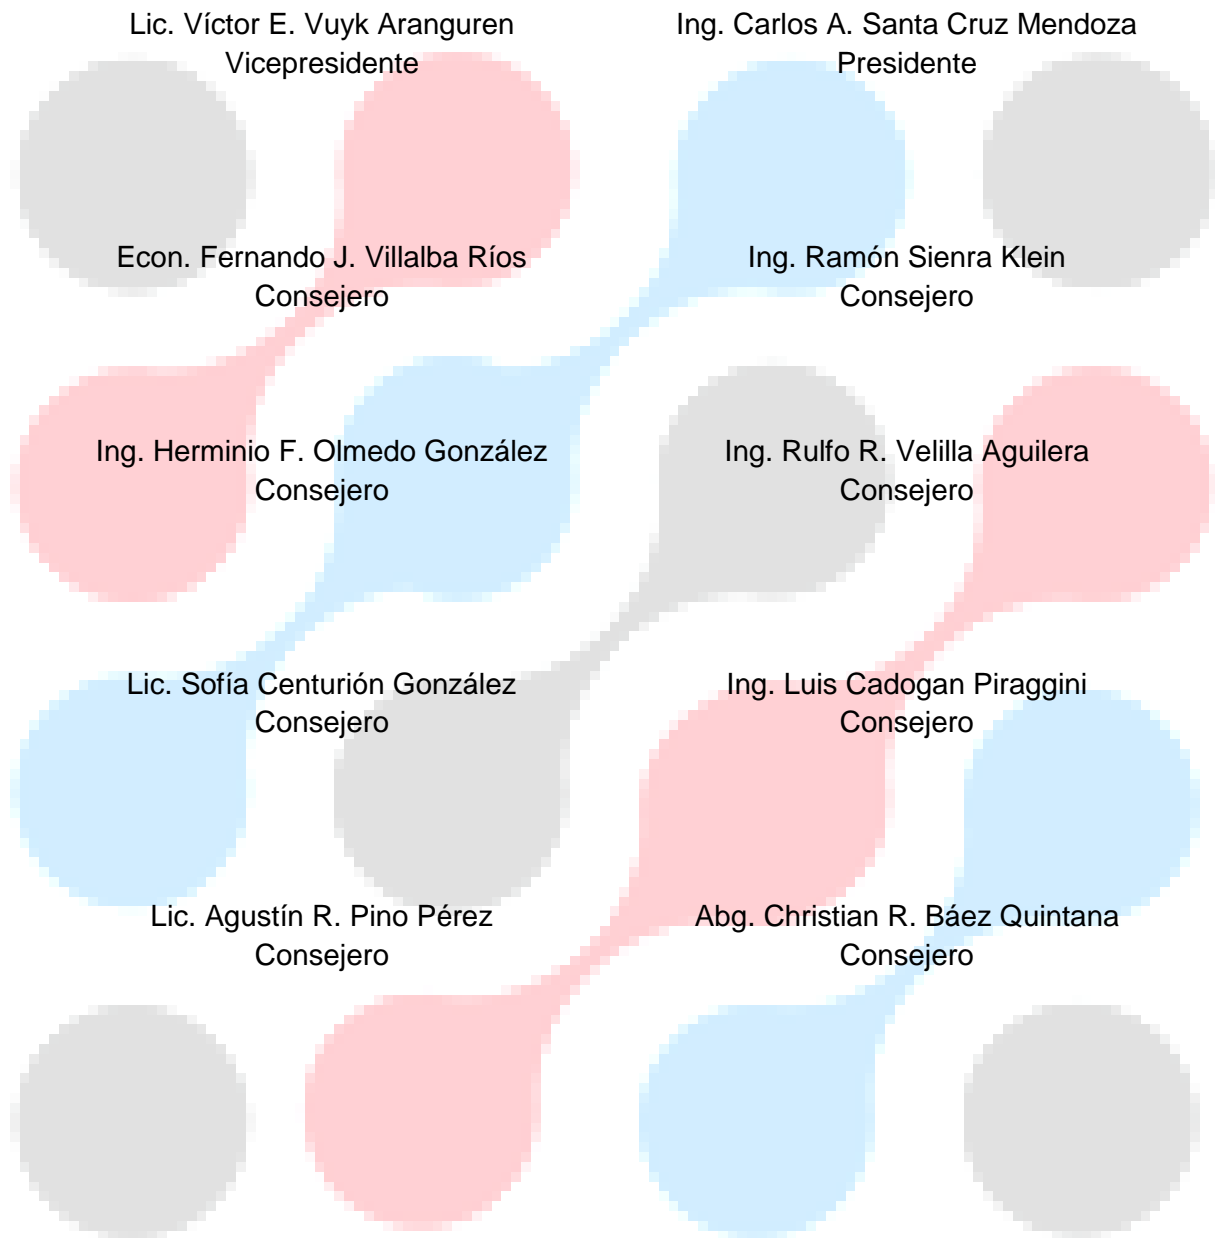 Lic. Víctor E. Vuyk Aranguren
Vicepresidente
Ing. Carlos A. Santa Cruz Mendoza
Presidente
Econ. Fernando J. Villalba Ríos
Consejero
Ing. Ramón Sienra Klein
Consejero
Ing. Herminio F. Olmedo González
Consejero
Ing. Rulfo R. Velilla Aguilera
Consejero
Lic. Sofía Centurión González
Consejero
Ing. Luis Cadogan Piraggini
Consejero
Lic. Agustín R. Pino Pérez
Consejero
Abg. Christian R. Báez Quintana
Consejero